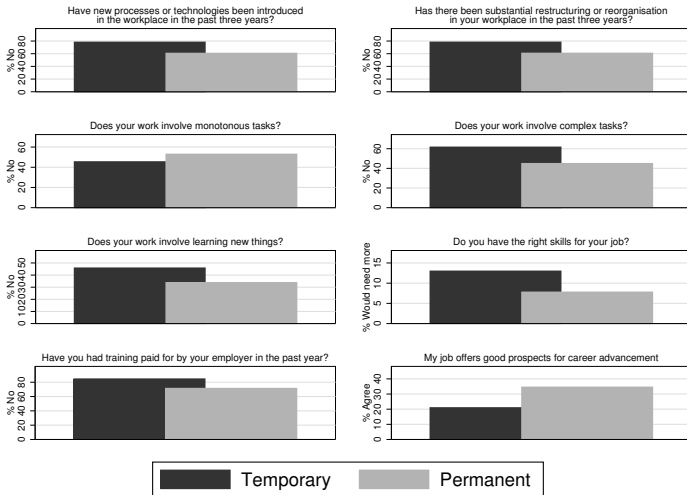 Have new processes or technologies been introduced
in the workplace in the past three years?
% No
0 20 40 60 80
Has there been substantial restructuring or reorganisation
in your workplace in the past three years?
% No
0 20 40 60 80
Does your work involve monotonous tasks?
% No
0 20 40 60
Does your work involve complex tasks?
% No
0 20 40 60
Does your work involve learning new things?
% No
0 10 20 30 40 50
Do you have the right skills for your job?
% Would need more
0 5 10 15
Have you had training paid for by your employer in the past year?
% No
0 20 40 60 80
My job offers good prospects for career advancement
% Agree
0 10 20 30 40
Temporary
Permanent